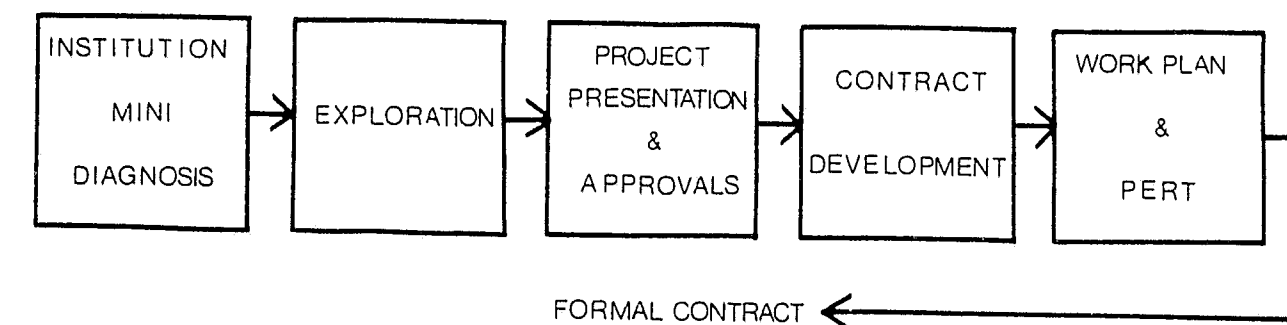 INSTITUTION
MINI
DIAGNOSIS
EXPLORATION
PROJECT
PRESENTATION
&
APPROVALS
CONTRACT
DEVELOPMENT
WORK PLAN
&
PERT
FORMAL CONTRACT